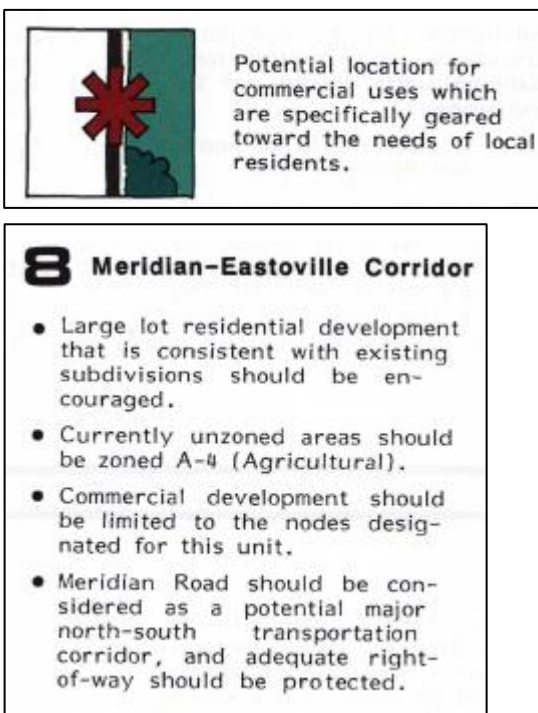 Potential location for
commercial uses which
are specifically geared
toward the needs of local
residents.
8 Meridian-Eastoville Corridor
• Large lot residential development
that is consistent with existing
subdivisions should be en-
couraged.
• Currently unzoned areas should
be zoned A-4 (Agricultural).
• Commercial development should
be limited to the nodes desig-
nated for this unit.
• Meridian Road should be con-
sidered as a potential major
north-south transportation
corridor, and adequate right-
of-way should be protected.